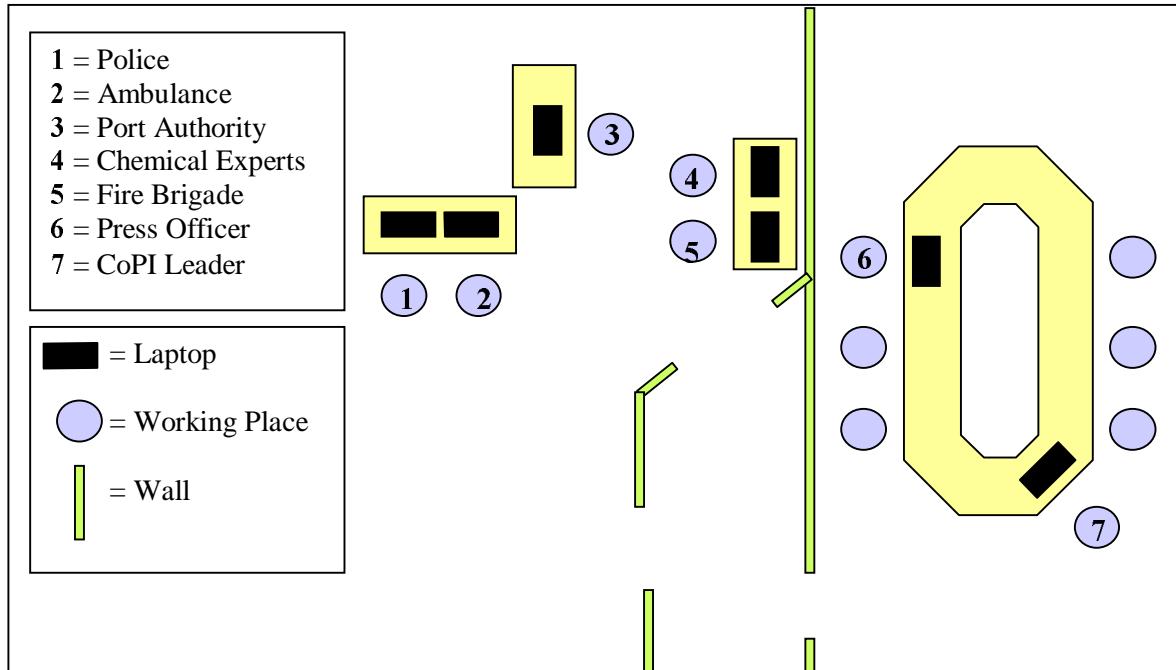 1 = Police
2 = Ambulance
3 = Port Authority
4 = Chemical Experts
5 = Fire Brigade
6 = Press Officer
7 = CoPI Leader
= Laptop
= Working Place
= Wall
3
4
5
1
2
6
7